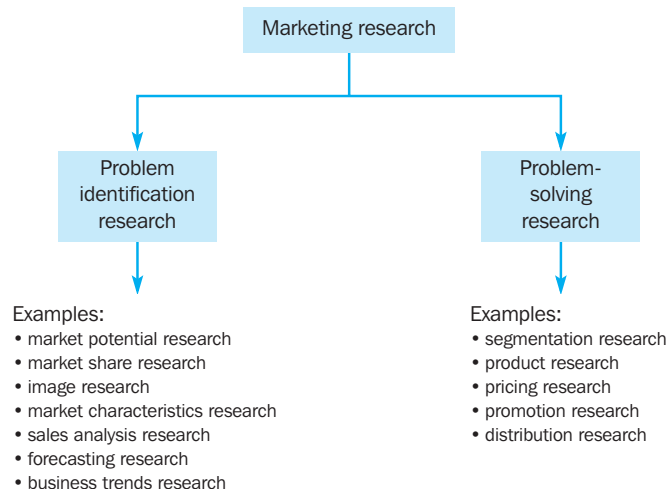 Marketing research
Problem
identification
research
Problem-
solving
research
Examples:
• market potential research
• market share research
• image research
• market characteristics research
• sales analysis research
• forecasting research
• business trends research
Examples:
• segmentation research
• product research
• pricing research
• promotion research
• distribution research